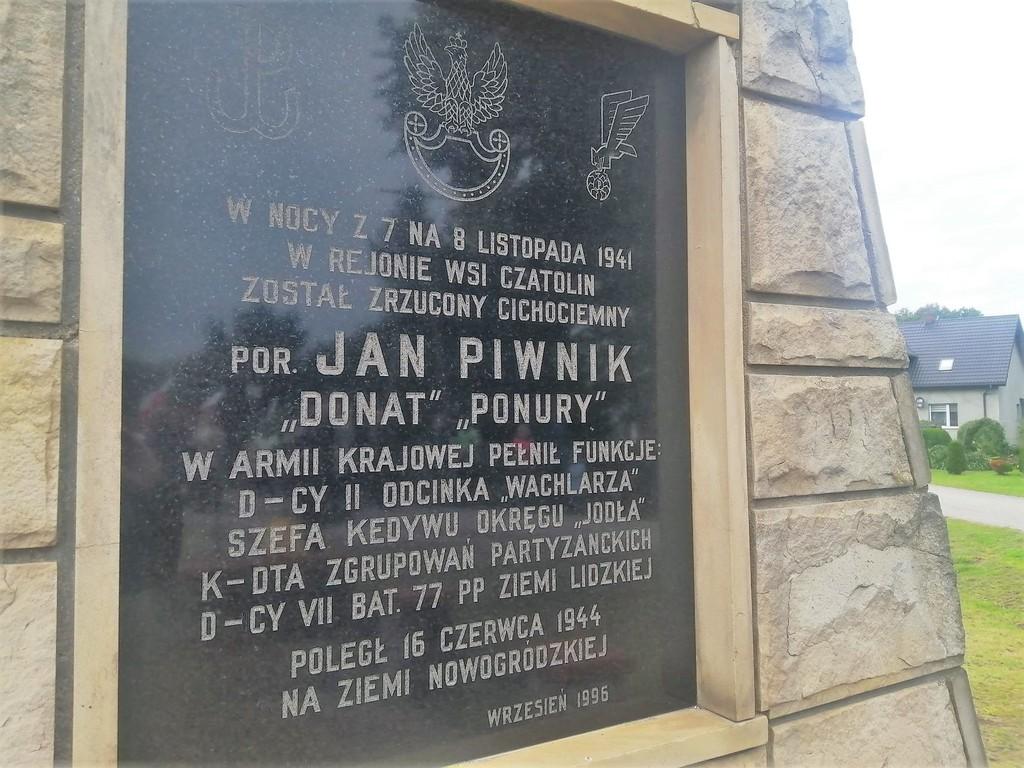 W NOCY Z 7 NA 8 LISTOPADA 1941
W REJONIE WSI CZATOLIN
ZOSTAŁ ZRZUCONY CICHOCIEMNY
POR. JAN PIWNIK
„DONAT” „PONURY”
W ARMII KRAJOWEJ PEŁNIŁ FUNKCJE:
D–CY II ODCINKA „WACHLARZA”
SZEFA KEDYWU OKRĘGU „JODŁA”
K–DTA ZGRUPOWAŃ PARTYZANCKICH
D–CY VII BAT. 77 PP ZIEMI LIDZKIEJ
POLEGŁ 16 CZERWCA 1944
NA ZIEMI NOWOGRÓDZKIEJ
WRZESIEŃ 1996